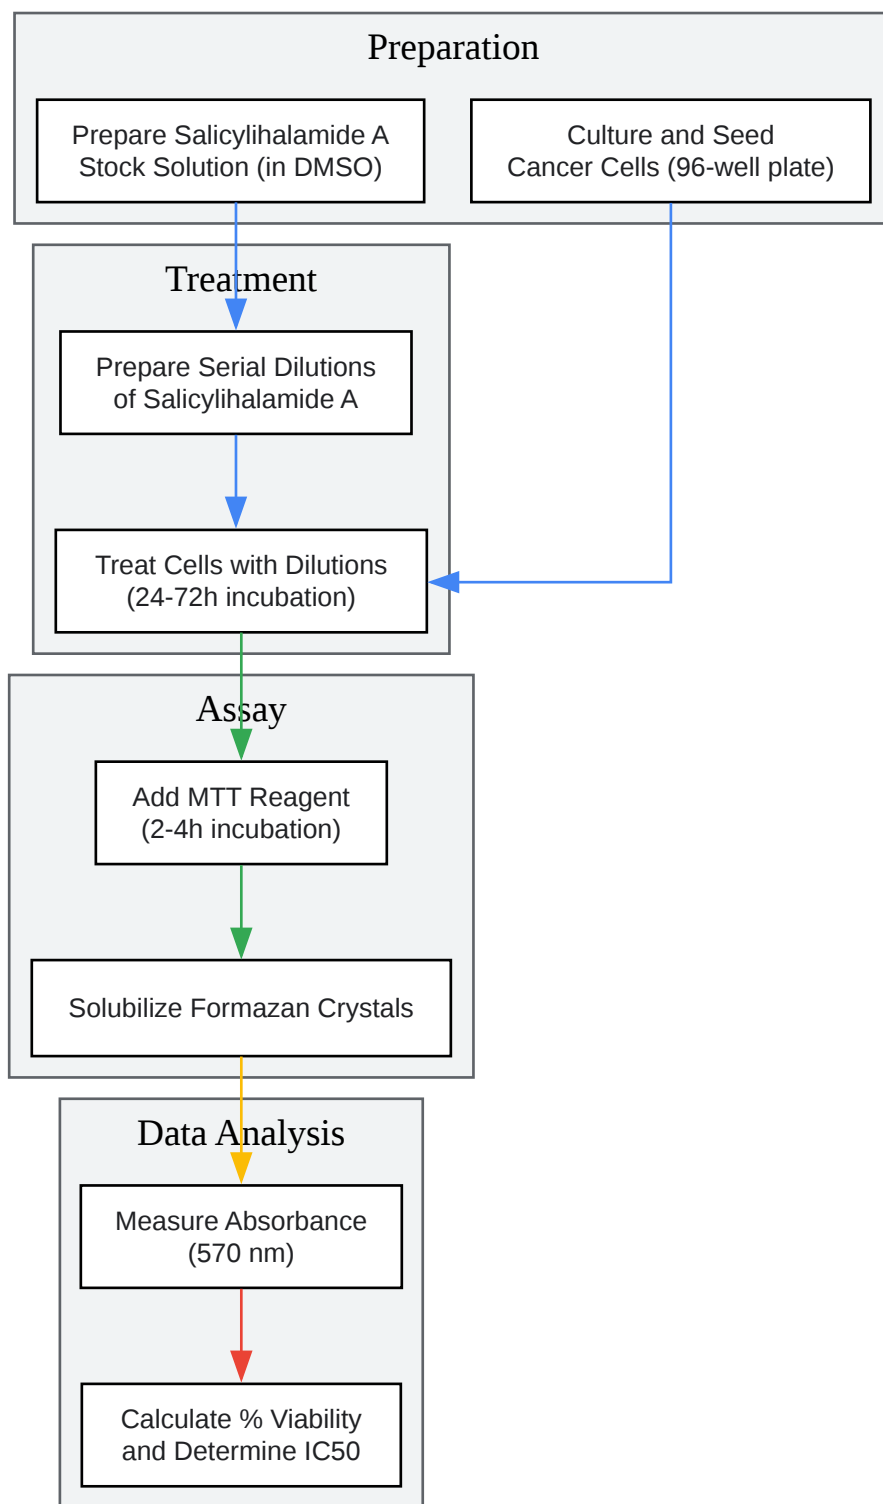 Preparation
Prepare Salicylihalamide A
Stock Solution (in DMSO)
Culture and Seed
Cancer Cells (96-well plate)
Treatment
Prepare Serial Dilutions
of Salicylihalamide A
Treat Cells with Dilutions
(24-72h incubation)
Assay
Add MTT Reagent
(2-4h incubation)
Solubilize Formazan Crystals
Data Analysis
Measure Absorbance
(570 nm)
Calculate % Viability
and Determine IC50